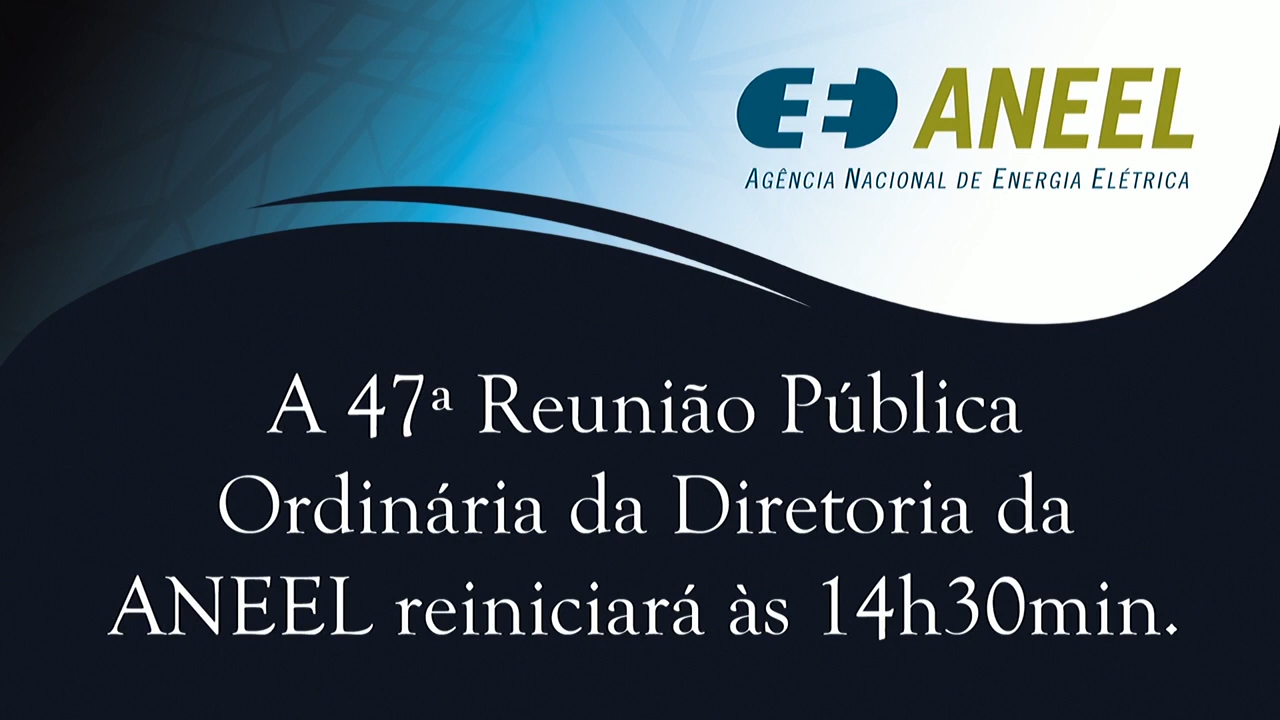 ANEEL
AGÊNCIA NACIONAL DE ENERGIA ELÉTRICA
A 47ª Reunião Pública
Ordinária da Diretoria da
ANEEL reiniciará às 14h30min.